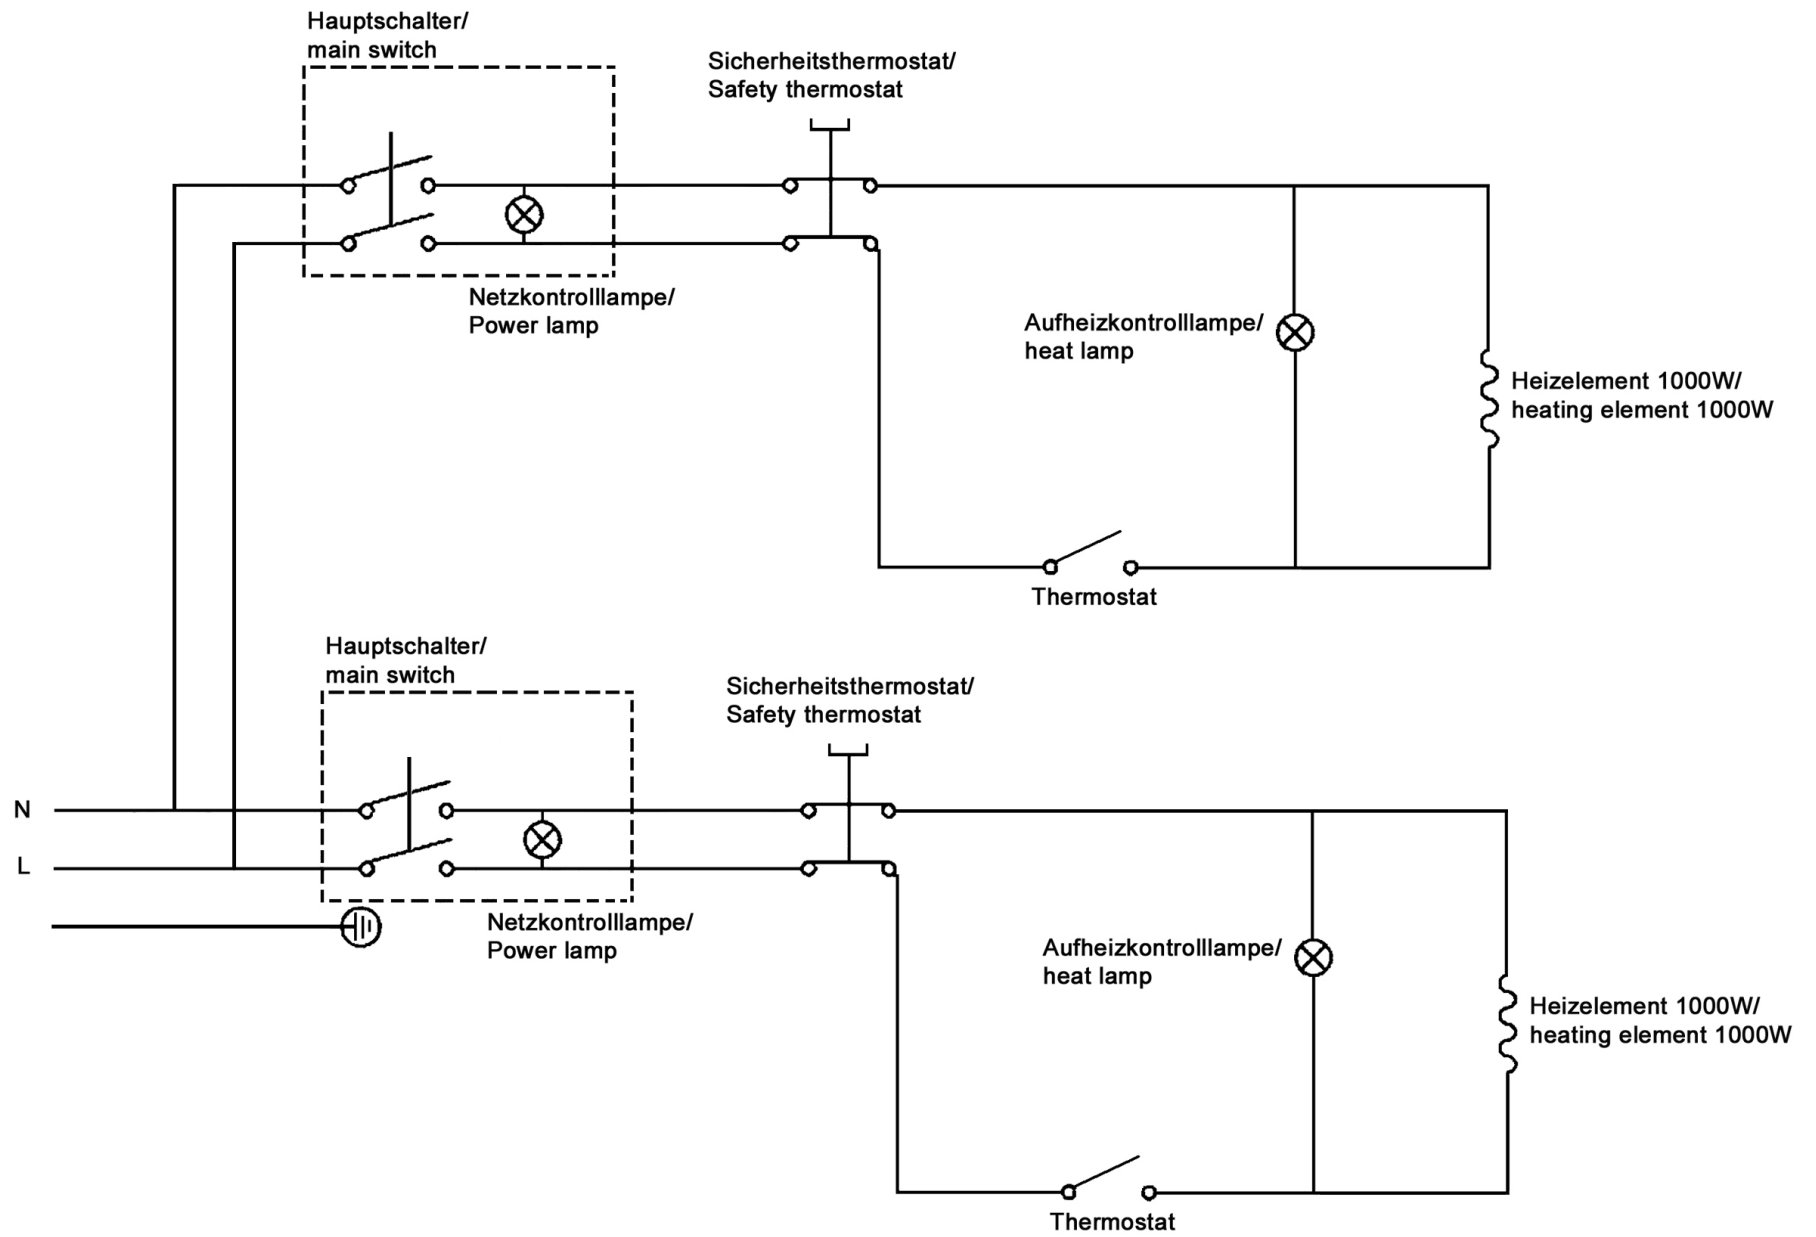 Hauptschalter/
main switch
Sicherheitsthermostat/
Safety thermostat
Netzkontrolllampe/
Power lamp
Aufheizkontrolllampe/
heat lamp
Heizelement 1000W/
heating element 1000W
Thermostat
Hauptschalter/
main switch
Sicherheitsthermostat/
Safety thermostat
N
L
Netzkontrolllampe/
Power lamp
Aufheizkontrolllampe/
heat lamp
Heizelement 1000W/
heating element 1000W
Thermostat